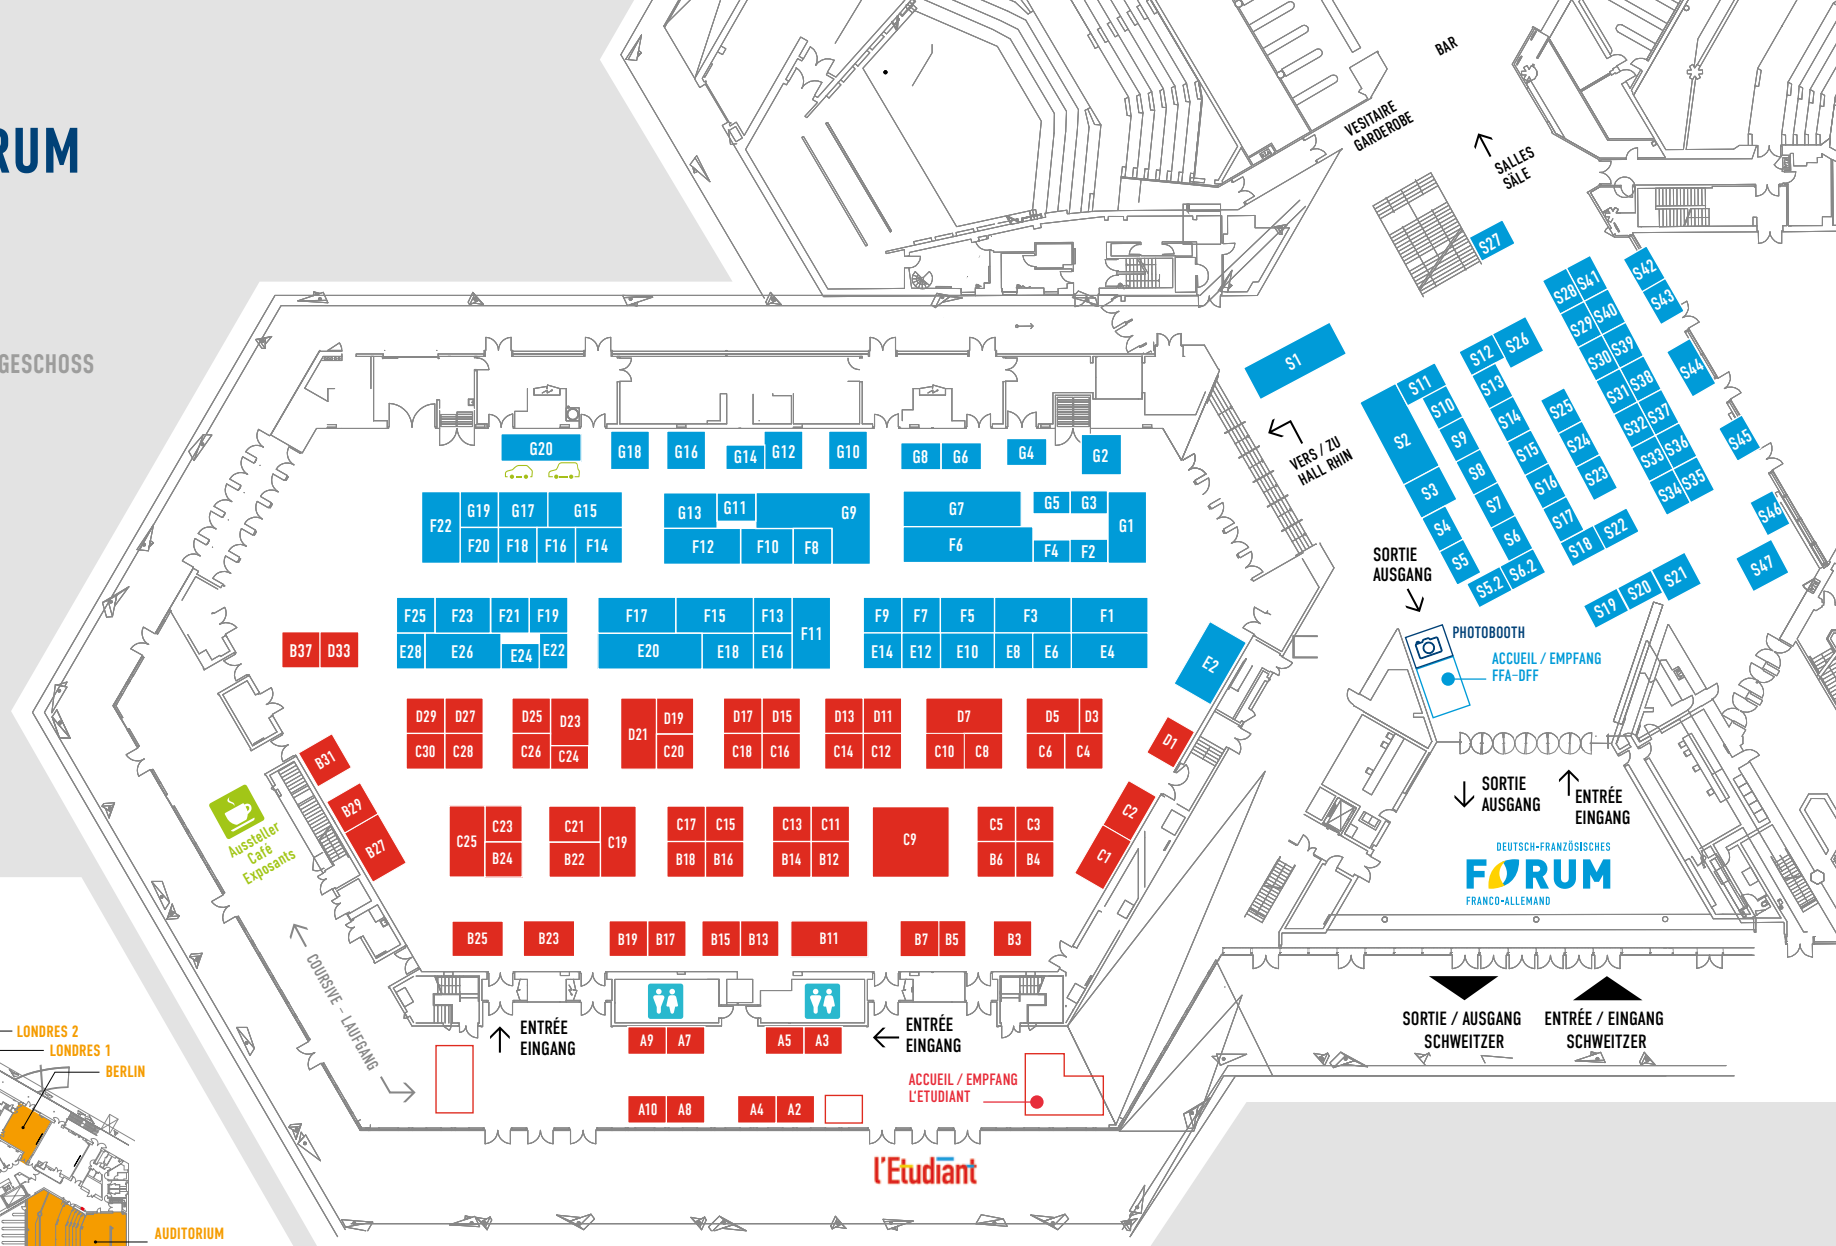 RUM
GESCHOSS
BAR
VESITAIRE
GARDEROBE
SALLES
SÄLE
S27
S1
VERS / ZU
HALL RHIN
S42
S43
S28 S41
S29 S40
S30 S39
S31 S38
S32 S37
S33 S36
S34 S35
S44
S45
S46
S47
S12 S26
S13
S14
S15
S16
S17
S18 S22
S25
S24
S23
S11
S10
S9
S8
S7
S6
S5.2 S6.2
S2
S3
S4
S5
S19 S20 S21
G20
G18
G16
G14 G12
G10
G8 G6
G4
G2
F22
G19 G17 G15
F20 F18 F16 F14
G13 G11 G9
F12 F10 F8
G7
F6
G5 G3
G1
F4 F2
F25 F23 F21 F19
E28 E26 E24 E22
F17 F15 F13
F11
E20 E18 E16
F9 F7 F5 F3 F1
E14 E12 E10 E8 E6 E4
E2
B37 D33
D29 D27
C30 C28
D25 D23
C26 C24
D21 D19
C20
D17 D15
C18 C16
D13 D11
C14 C12
D7
C10 C8
D5 D3
C6 C4
D1
B31
B29
B27
C25 C23
B24
C21 C19
B22
C17 C15
B18 B16
C13 C11
B14 B12
C9
C5 C3
B6 B4
C2
C1
B25
B23
B19 B17
B15 B13
B11
B7 B5
B3
Aussteller
Café
Exposants
COURSIVE - LAUFGANG
ENTRÉE
EINGANG
A9 A7
A5 A3
ENTRÉE
EINGANG
A10 A8
A4 A2
ACCUEIL / EMPFANG
L'ETUDIANT
l'Etudiant
SORTIE
AUSGANG
PHOTOBOOTH
ACCUEIL / EMPFANG
FFA-DFF
SORTIE
AUSGANG
ENTRÉE
EINGANG
DEUTSCH-FRANZÖSISCHES
FORUM
FRANCO-ALLEMAND
SORTIE / AUSGANG
SCHWEITZER
ENTRÉE / EINGANG
SCHWEITZER
LONDRES 2
LONDRES 1
BERLIN
AUDITORIUM